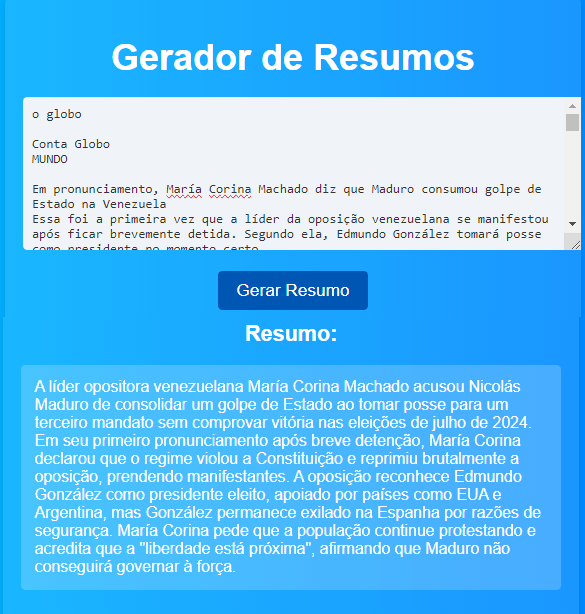 Gerador de Resumos
o globo
Conta Globo
MUNDO
Em pronunciamento, María Corina Machado diz que Maduro consumou golpe de
Estado na Venezuela
Essa foi a primeira vez que a líder da oposição venezuelana se manifestou
após ficar brevemente detida. Segundo ela, Edmundo González tomará posse
como presidente no momento certo
Gerar Resumo
Resumo:
A líder opositora venezuelana María Corina Machado acusou Nicolás
Maduro de consolidar um golpe de Estado ao tomar posse para um
terceiro mandato sem comprovar vitória nas eleições de julho de 2024.
Em seu primeiro pronunciamento após breve detenção, María Corina
declarou que o regime violou a Constituição e reprimiu brutalmente a
oposição, prendendo manifestantes. A oposição reconhece Edmundo
González como presidente eleito, apoiado por países como EUA e
Argentina, mas González permanece exilado na Espanha por razões de
segurança. María Corina pede que a população continue protestando e
acredita que a "liberdade está próxima", afirmando que Maduro não
conseguirá governar à força.